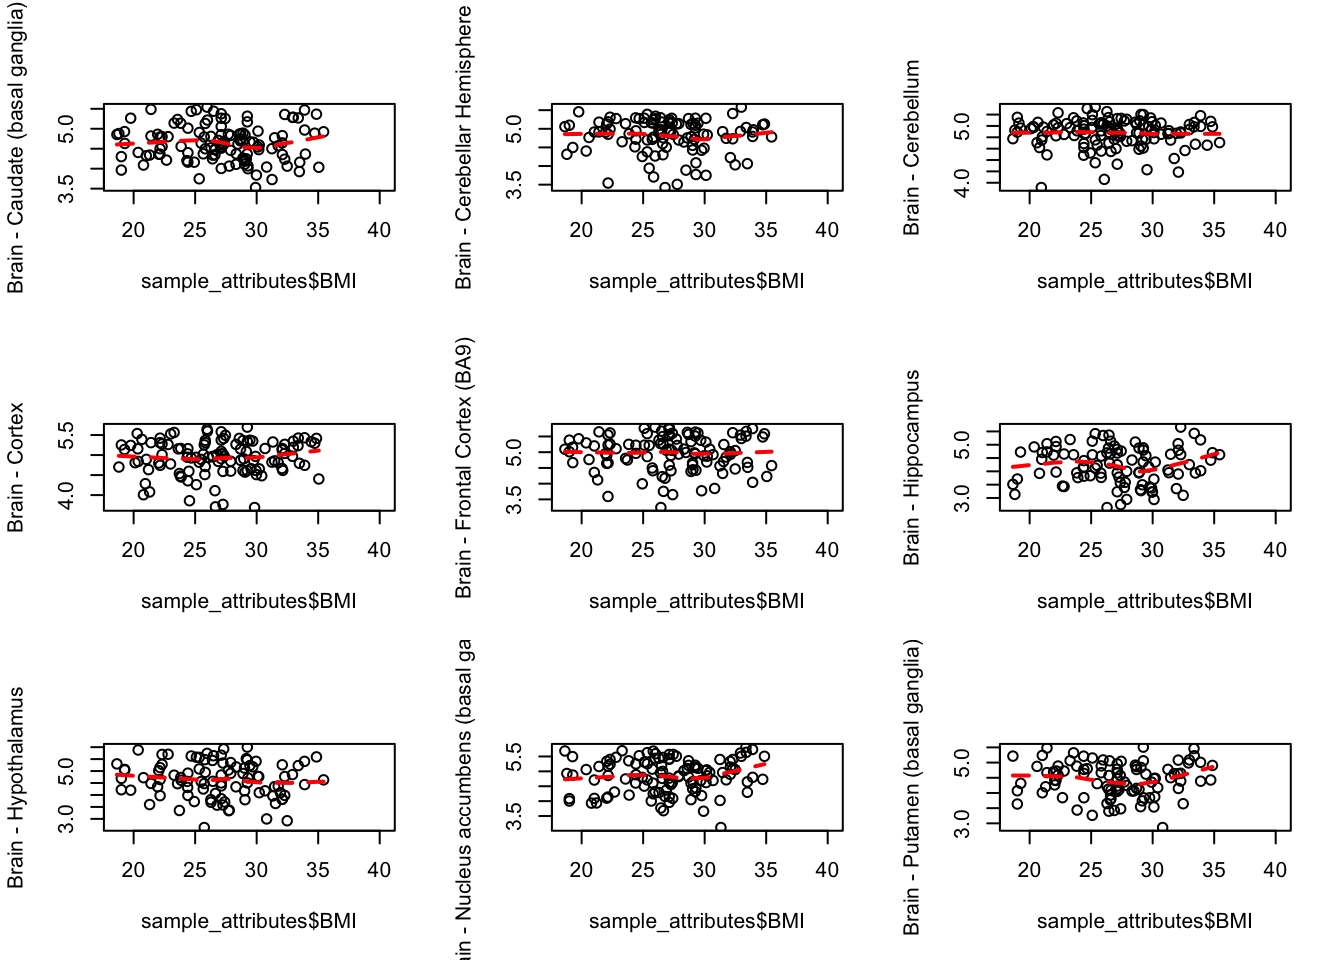 Brain - Caudate (basal ganglia)
5.0
3.5
20 25 30 35 40
sample_attributes$BMI
Brain - Cerebellar Hemisphere
5.0
3.5
20 25 30 35 40
sample_attributes$BMI
Brain - Cerebellum
5.0
4.0
20 25 30 35 40
sample_attributes$BMI
Brain - Cortex
5.5
4.0
20 25 30 35 40
sample_attributes$BMI
Brain - Frontal Cortex (BA9)
5.0
3.5
20 25 30 35 40
sample_attributes$BMI
Brain - Hippocampus
5.0
3.0
20 25 30 35 40
sample_attributes$BMI
Brain - Hypothalamus
5.0
3.0
20 25 30 35 40
sample_attributes$BMI
ain - Nucleus accumbens (basal ga
5.5
3.5
20 25 30 35 40
sample_attributes$BMI
Brain - Putamen (basal ganglia)
5.0
3.0
20 25 30 35 40
sample_attributes$BMI